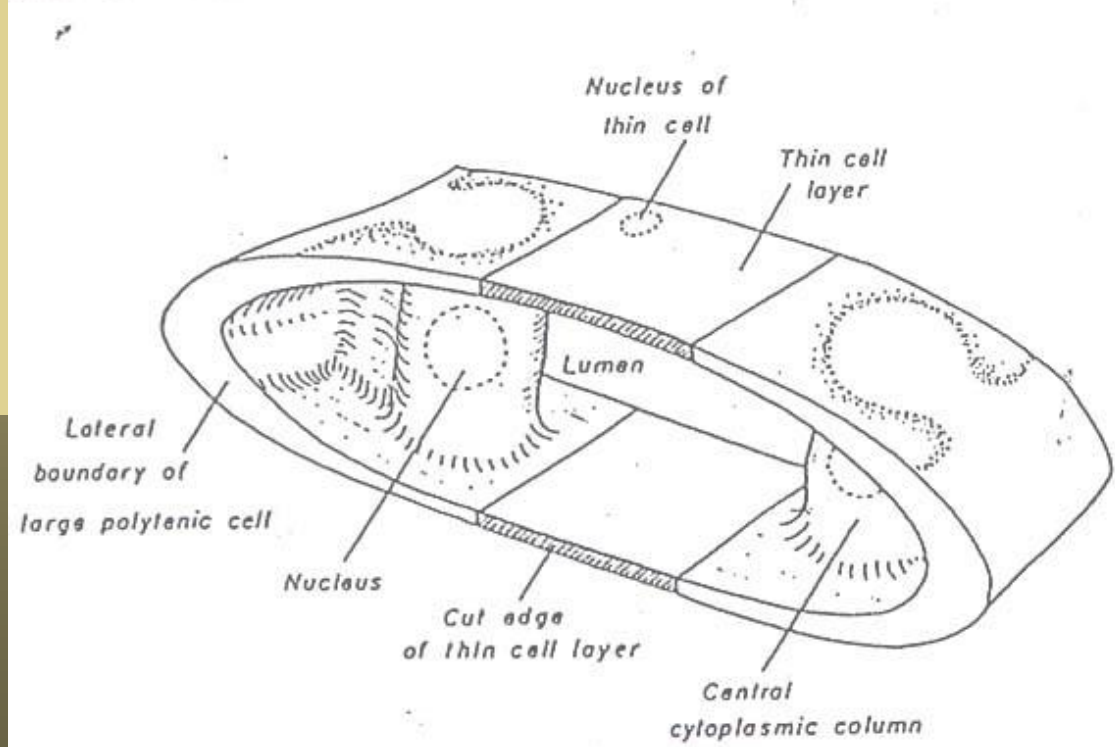 Nucleus of
thin cell
Thin cell
layer
Lumen
Lateral
boundary of
large polytenic cell
Nucleus
Cut edge
of thin cell layer
Central
cytoplasmic column